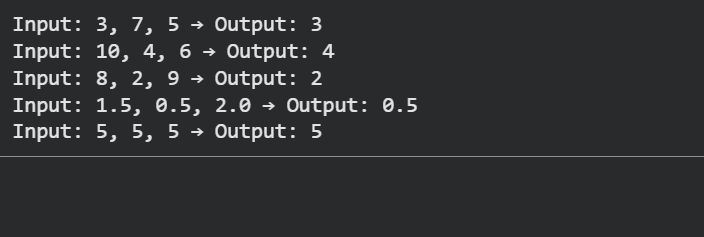 Input: 3, 7, 5 → Output: 3
Input: 10, 4, 6 → Output: 4
Input: 8, 2, 9 → Output: 2
Input: 1.5, 0.5, 2.0 → Output: 0.5
Input: 5, 5, 5 → Output: 5